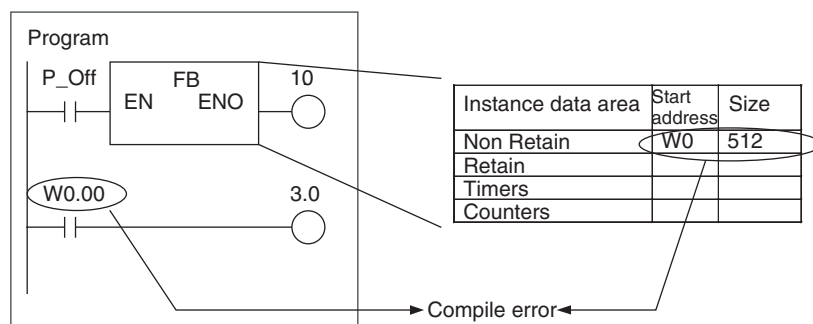 Program
P_Off
FB
10
EN
ENO
W0.00
3.0
Instance data area
Start address
Size
Non Retain
W0
512
Retain
Timers
Counters
Compile error